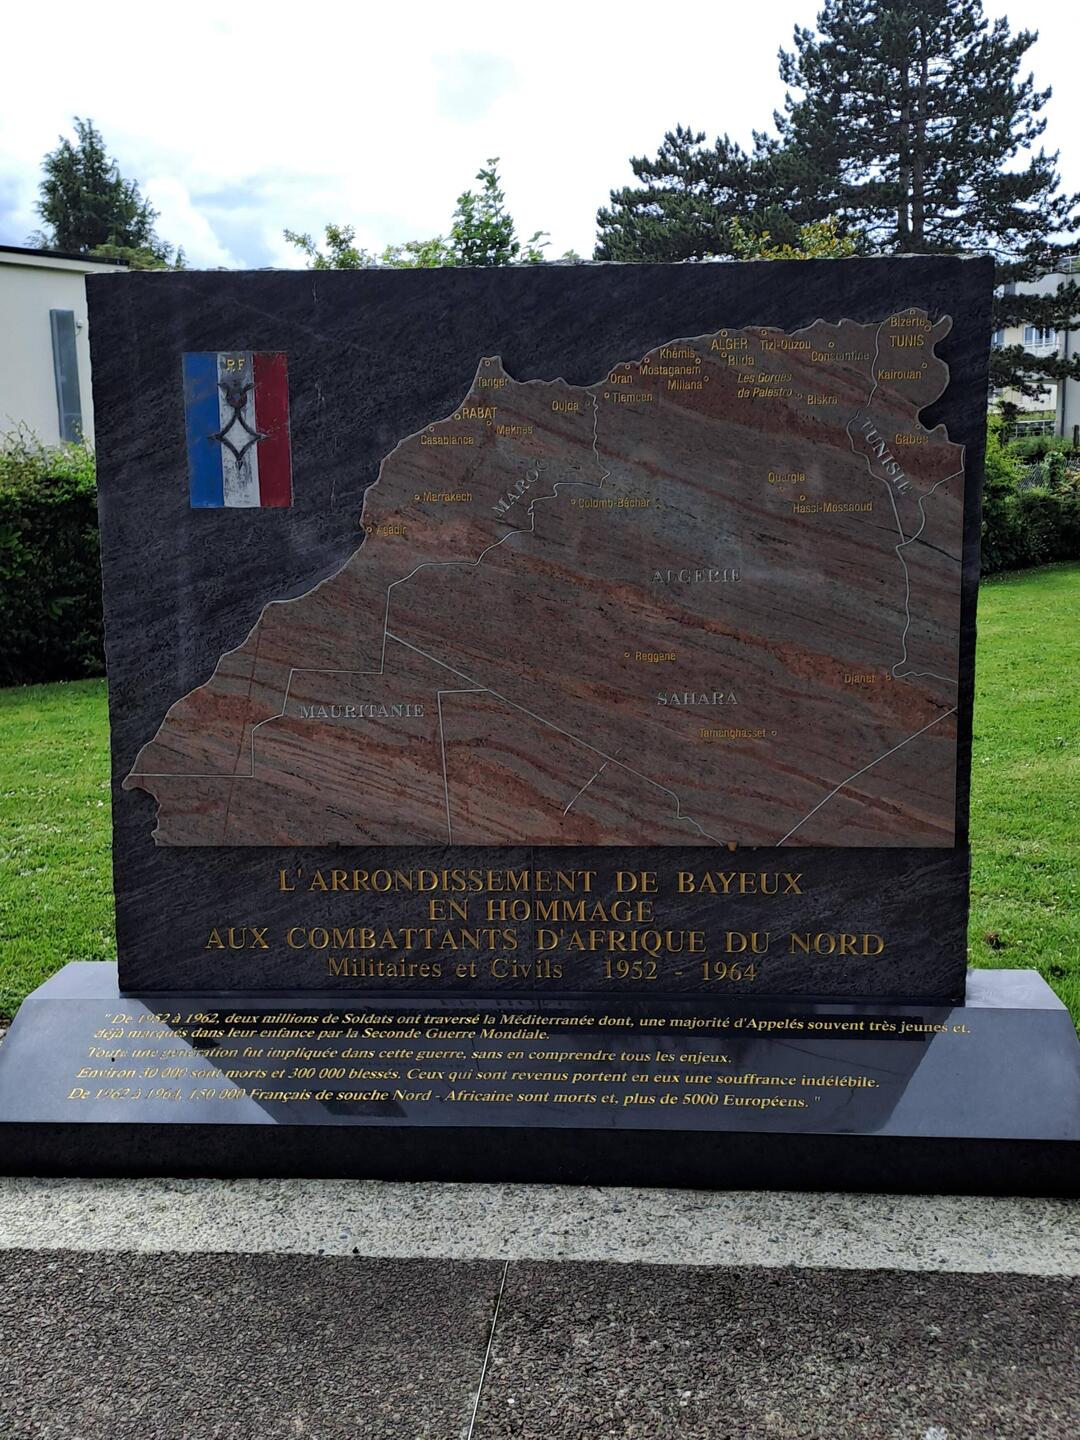 RF
Bizerte
TUNIS
ALGER
Tizi-Ouzou
Constantine
Khémis
Blida
Mostaganem
Miliana
Kairouan
Oran
Tlemcen
Les Gorges
de Palestro
Biskra
Tanger
Oujda
RABAT
Casablanca
Meknes
Gabes
TUNISIE
MAROC
Marrakech
Colomb-Béchar
Ouargla
Hassi-Messaoud
Agadir
ALGERIE
Reggane
Djanet
SAHARA
MAURITANIE
Tamanghasset
L'ARRONDISSEMENT DE BAYEUX
EN HOMMAGE
AUX COMBATTANTS D'AFRIQUE DU NORD
Militaires et Civils 1952 - 1964
" De 1952 à 1962, deux millions de Soldats ont traversé la Méditerranée dont, une majorité d'Appelés souvent très jeunes et.
déjà marqués dans leur enfance par la Seconde Guerre Mondiale.
Toute une génération fut impliquée dans cette guerre, sans en comprendre tous les enjeux.
Environ 30 000 sont morts et 300 000 blessés. Ceux qui sont revenus portent en eux une souffrance indélébile.
De 1962 à 1964, 150 000 Français de souche Nord - Africaine sont morts et, plus de 5000 Européens. "